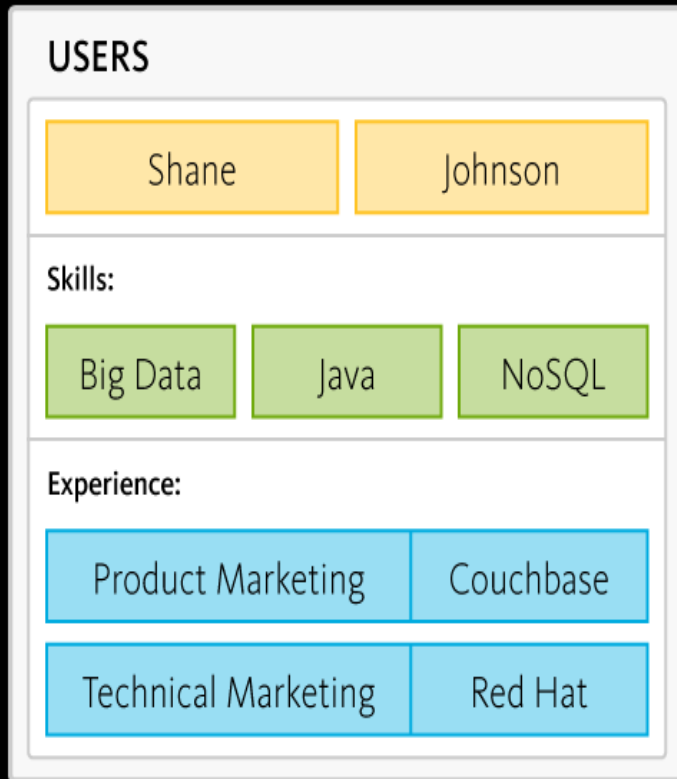 USERS
Shane Johnson
Skills:
Big Data Java NoSQL
Experience:
Product Marketing Couchbase
Technical Marketing Red Hat